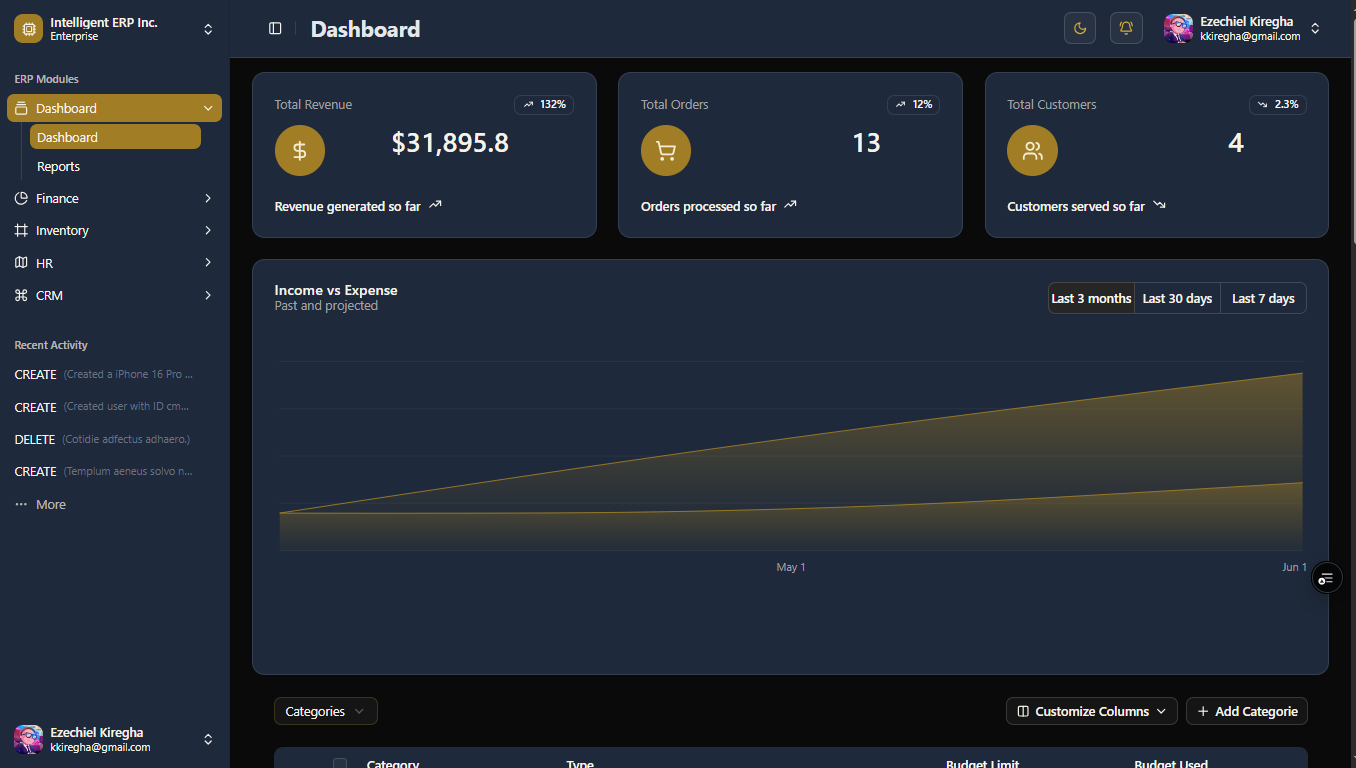 Intelligent ERP Inc.
Enterprise
ERP Modules
Dashboard
Dashboard
Reports
Finance
Inventory
HR
CRM
Recent Activity
CREATE (Created a iPhone 16 Pro ...
CREATE (Created user with ID cm...
DELETE (Cotidie adfectus adhaero.)
CREATE (Templum aeneus solvo n...
More
Ezechiel Kiregha
kkiregha@gmail.com
Dashboard
Ezechiel Kiregha
kkiregha@gmail.com
Total Revenue 132%
$31,895.8
Revenue generated so far
Total Orders 12%
13
Orders processed so far
Total Customers 2.3%
4
Customers served so far
Income vs Expense
Past and projected
Last 3 months Last 30 days Last 7 days
May 1 Jun 1
Categories Customize Columns Add Categorie
Category Type Budget Limit Budget Used